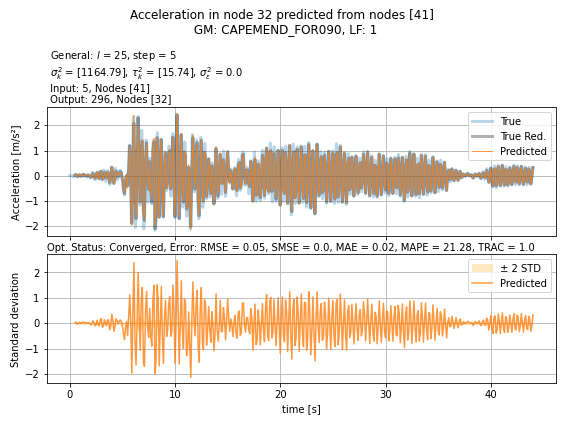 Acceleration in node 32 predicted from nodes [41]
GM: CAPEMEND_FOR090, LF: 1
General: l = 25, step = 5
σ²ₖ = [1164.79], τ²ₖ = [15.74], σ²ε = 0.0
Input: 5, Nodes [41]
Output: 296, Nodes [32]
Acceleration [m/s²]
2
1
0
−1
−2
True
True Red.
Predicted
Opt. Status: Converged, Error: RMSE = 0.05, SMSE = 0.0, MAE = 0.02, MAPE = 21.28, TRAC = 1.0
Standard deviation
2
1
0
−1
−2
± 2 STD
Predicted
0 10 20 30 40
time [s]